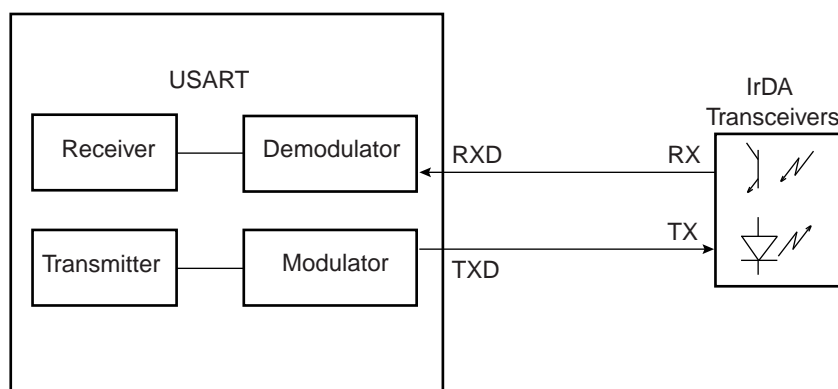 USART
IrDA
Transceivers
Receiver
Demodulator
RXD
RX
Transmitter
Modulator
TXD
TX